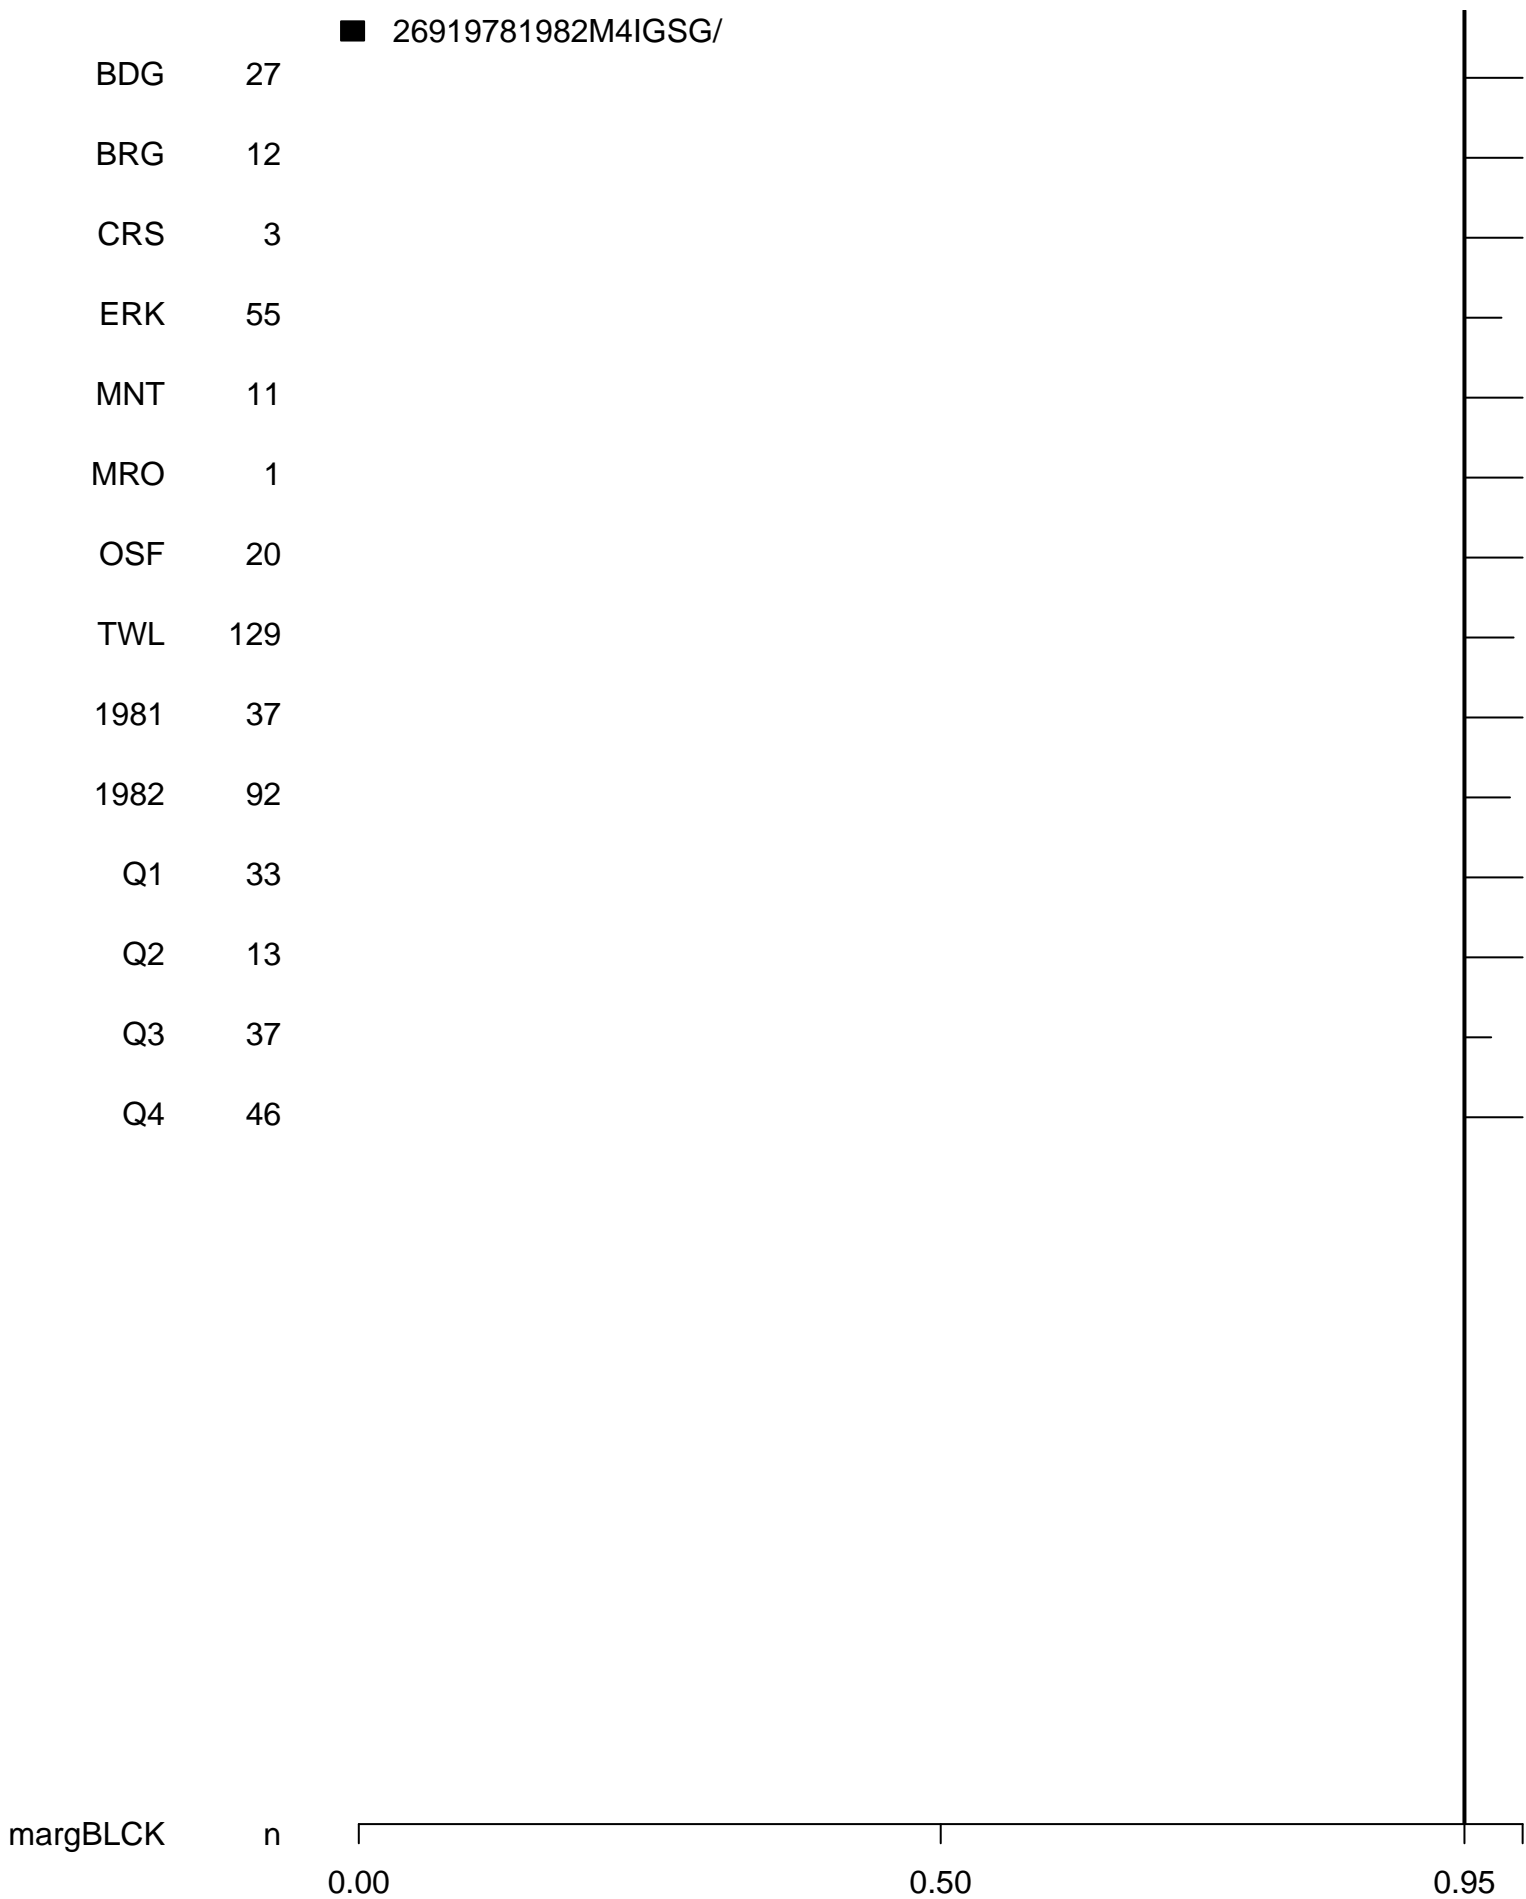 26919781982M4IGSG/
BDG 27
BRG 12
CRS 3
ERK 55
MNT 11
MRO 1
OSF 20
TWL 129
1981 37
1982 92
Q1 33
Q2 13
Q3 37
Q4 46
margBLCK n
0.00 0.50 0.95